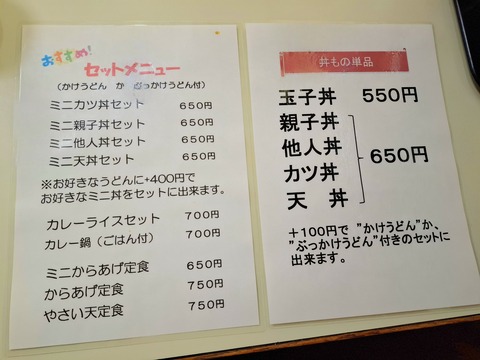 おすすめ!
セットメニュー
(かけうどん か ぶっかけうどん付)
ミニカツ丼セット 650円
ミニ親子丼セット 650円
ミニ他人丼セット 650円
ミニ天丼セット 650円
※お好きなうどんに+400円で
お好きなミニ丼をセットに出来ます。
カレーライスセット 700円
カレー鍋(ごはん付) 700円
ミニからあげ定食 650円
からあげ定食 750円
やさい天定食 750円
丼もの単品
玉子丼 550円
親子丼
他人丼
カツ丼
天 丼
650円
+100円で "かけうどん"か、
"ぶっかけうどん"付きのセットに
出来ます。